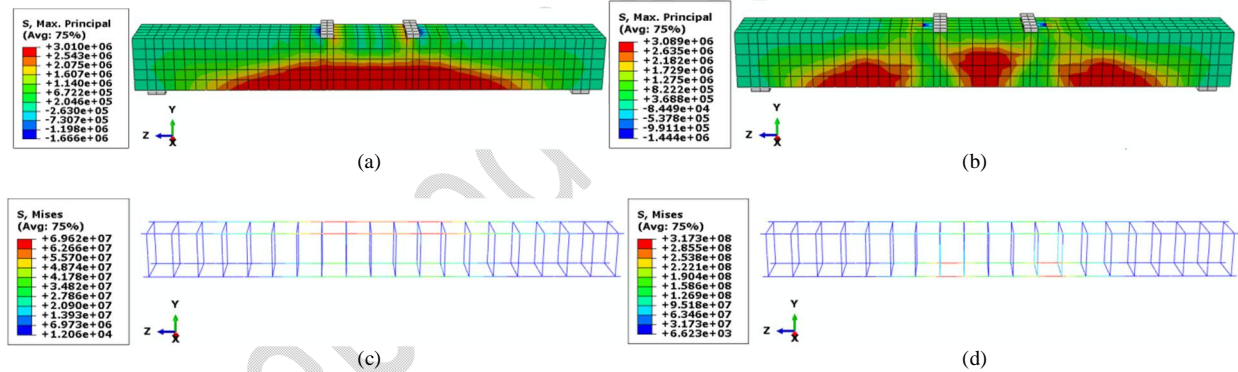 S, Max. Principal
(Avg: 75%)
+3.010e+06
+2.543e+06
+2.075e+06
+1.607e+06
+1.140e+06
+6.722e+05
+2.046e+05
-2.630e+05
-7.307e+05
-1.198e+06
-1.666e+06
Y
Z
X
(a)
S, Max. Principal
(Avg: 75%)
+3.089e+06
+2.635e+06
+2.182e+06
+1.729e+06
+1.275e+06
+8.222e+05
+3.688e+05
-8.449e+04
-5.378e+05
-9.911e+05
-1.444e+06
Y
Z
X
(b)
S, Mises
(Avg: 75%)
+6.962e+07
+6.266e+07
+5.570e+07
+4.874e+07
+4.178e+07
+3.482e+07
+2.786e+07
+2.090e+07
+1.393e+07
+6.973e+06
+1.206e+04
Y
Z
X
(c)
S, Mises
(Avg: 75%)
+3.173e+08
+2.855e+08
+2.538e+08
+2.221e+08
+1.904e+08
+1.586e+08
+1.269e+08
+9.518e+07
+6.346e+07
+3.173e+07
+6.623e+03
Y
Z
X
(d)